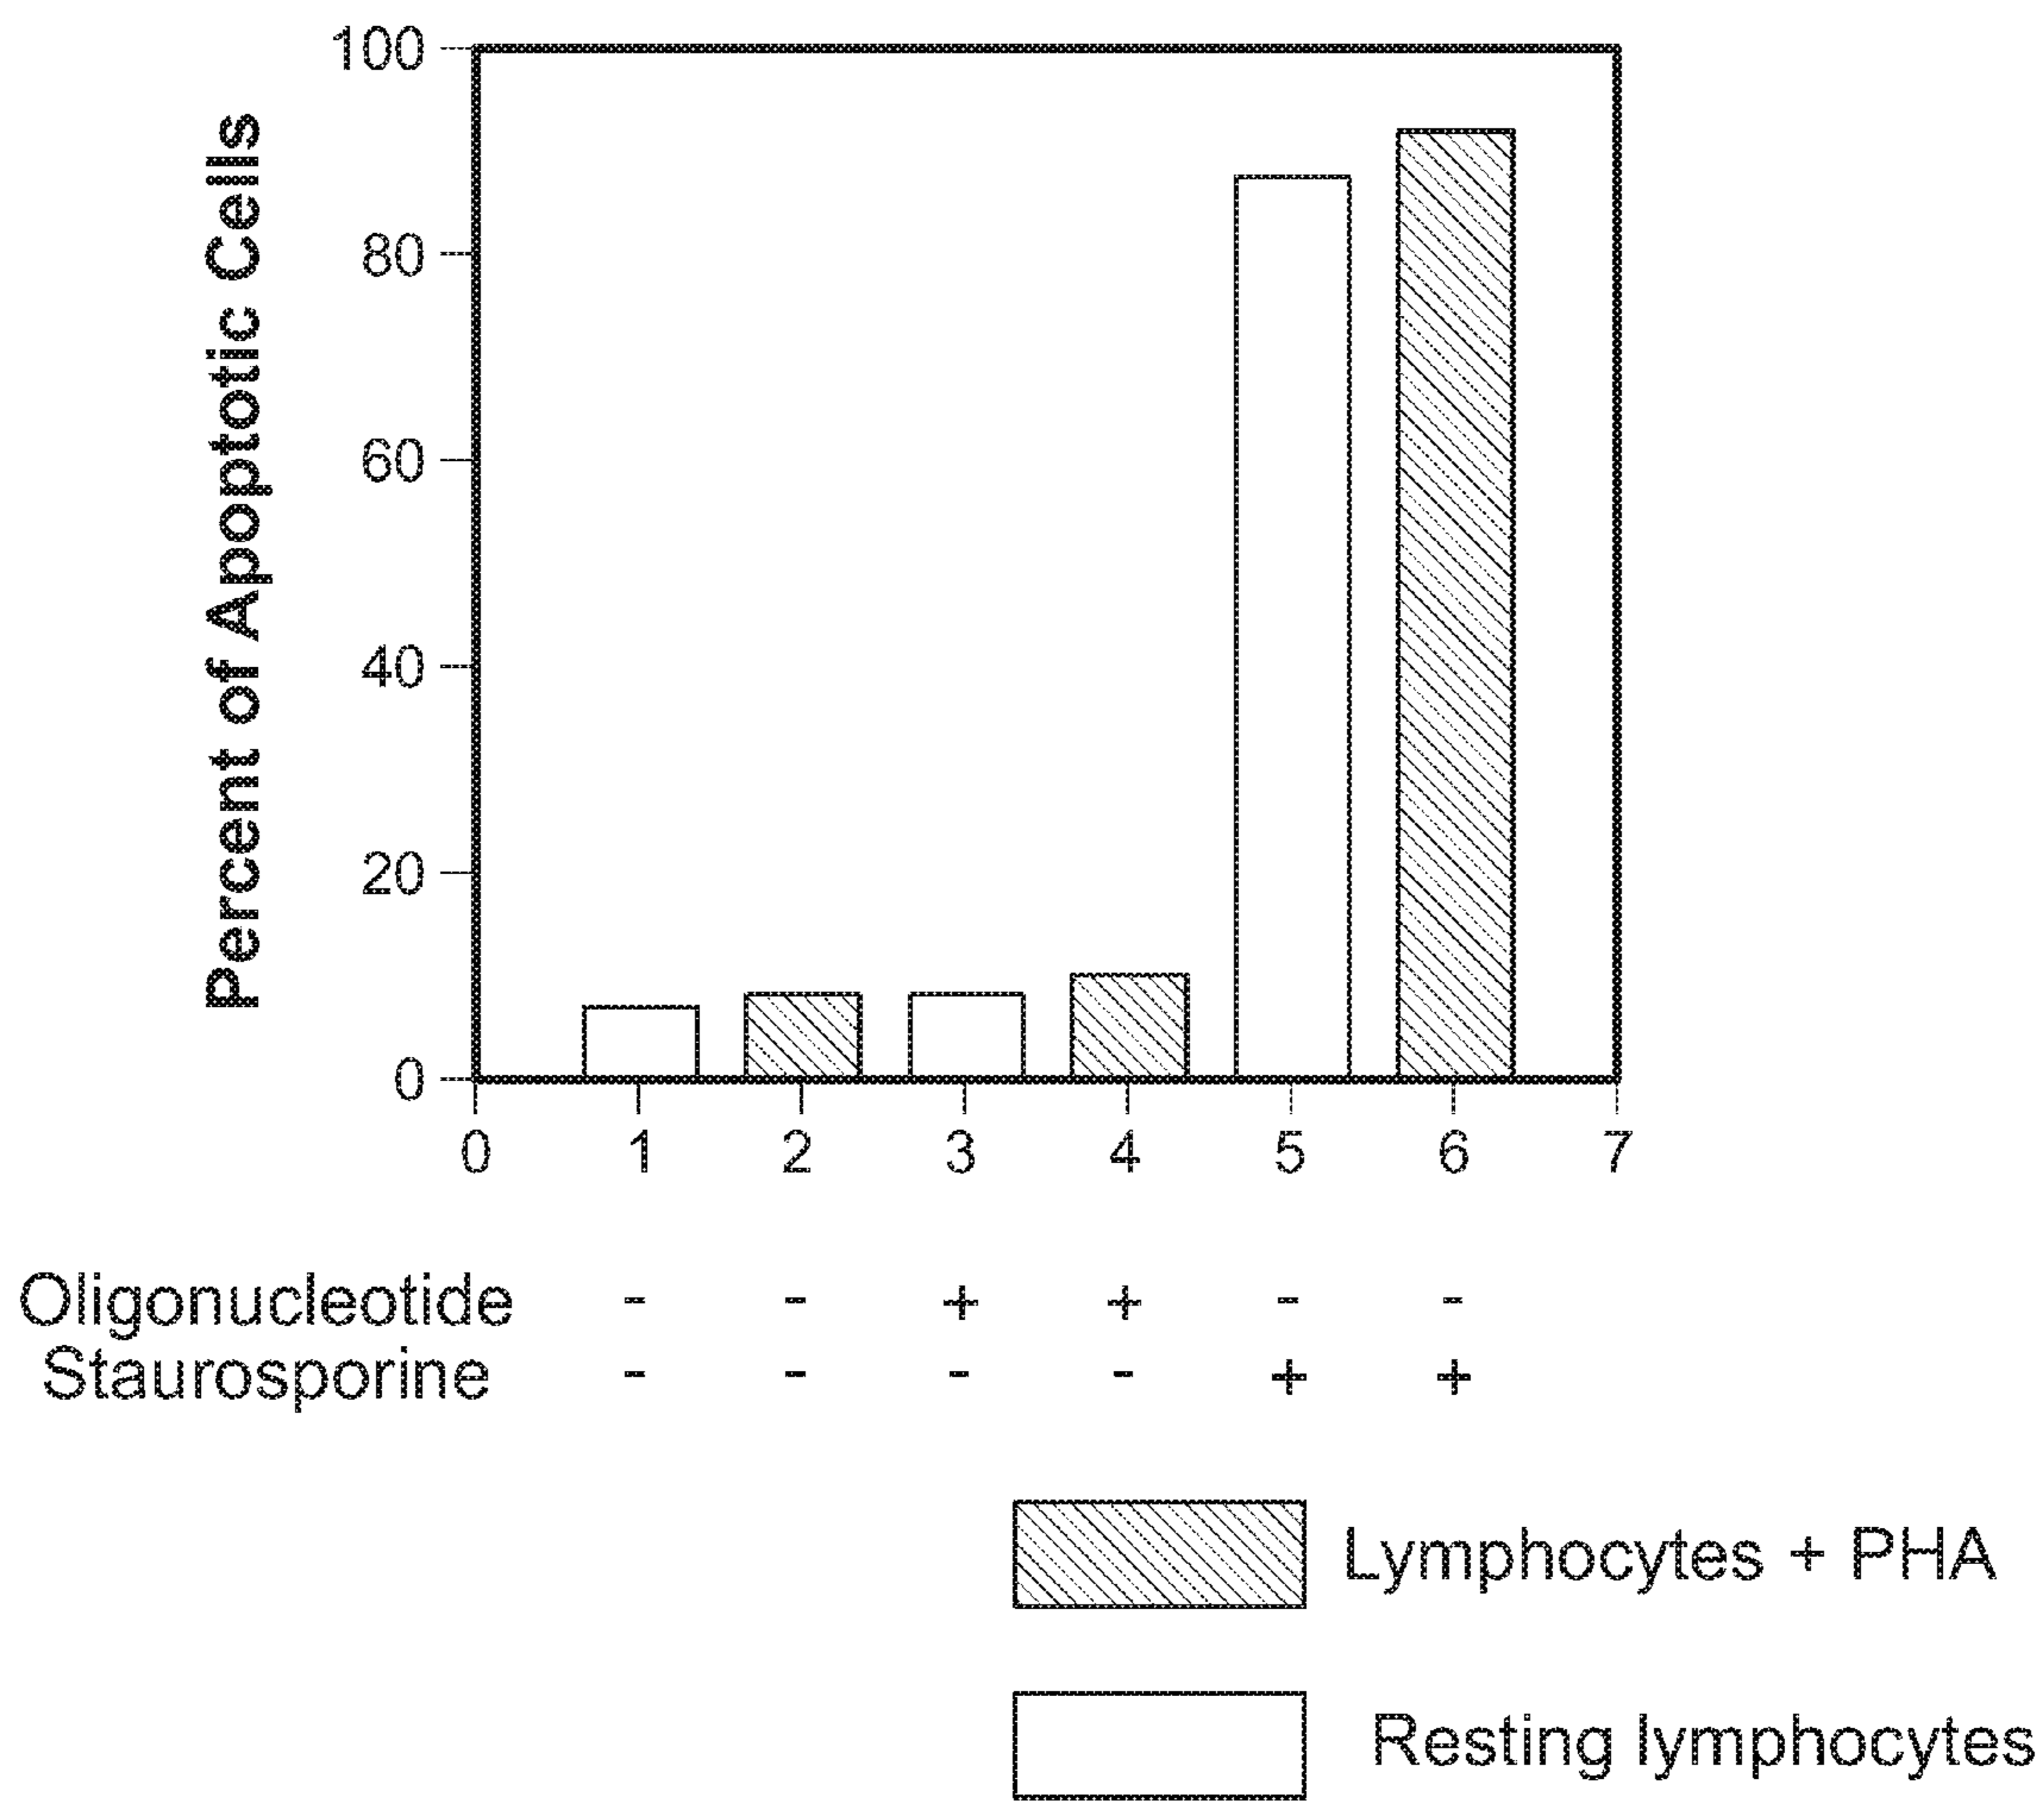 Percent of Apoptotic Cells
100
80
60
40
20
0
0 1 2 3 4 5 6 7
Oligonucleotide - - + + - -
Staurosporine - - - - + +
Lymphocytes + PHA
Resting lymphocytes